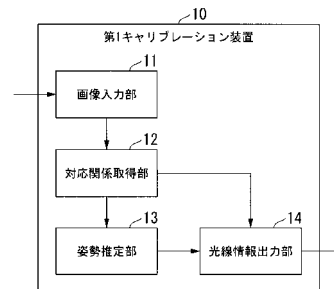 10
第1キャリブレーション装置
11
画像入力部
12
対応関係取得部
13
姿勢推定部
14
光線情報出力部